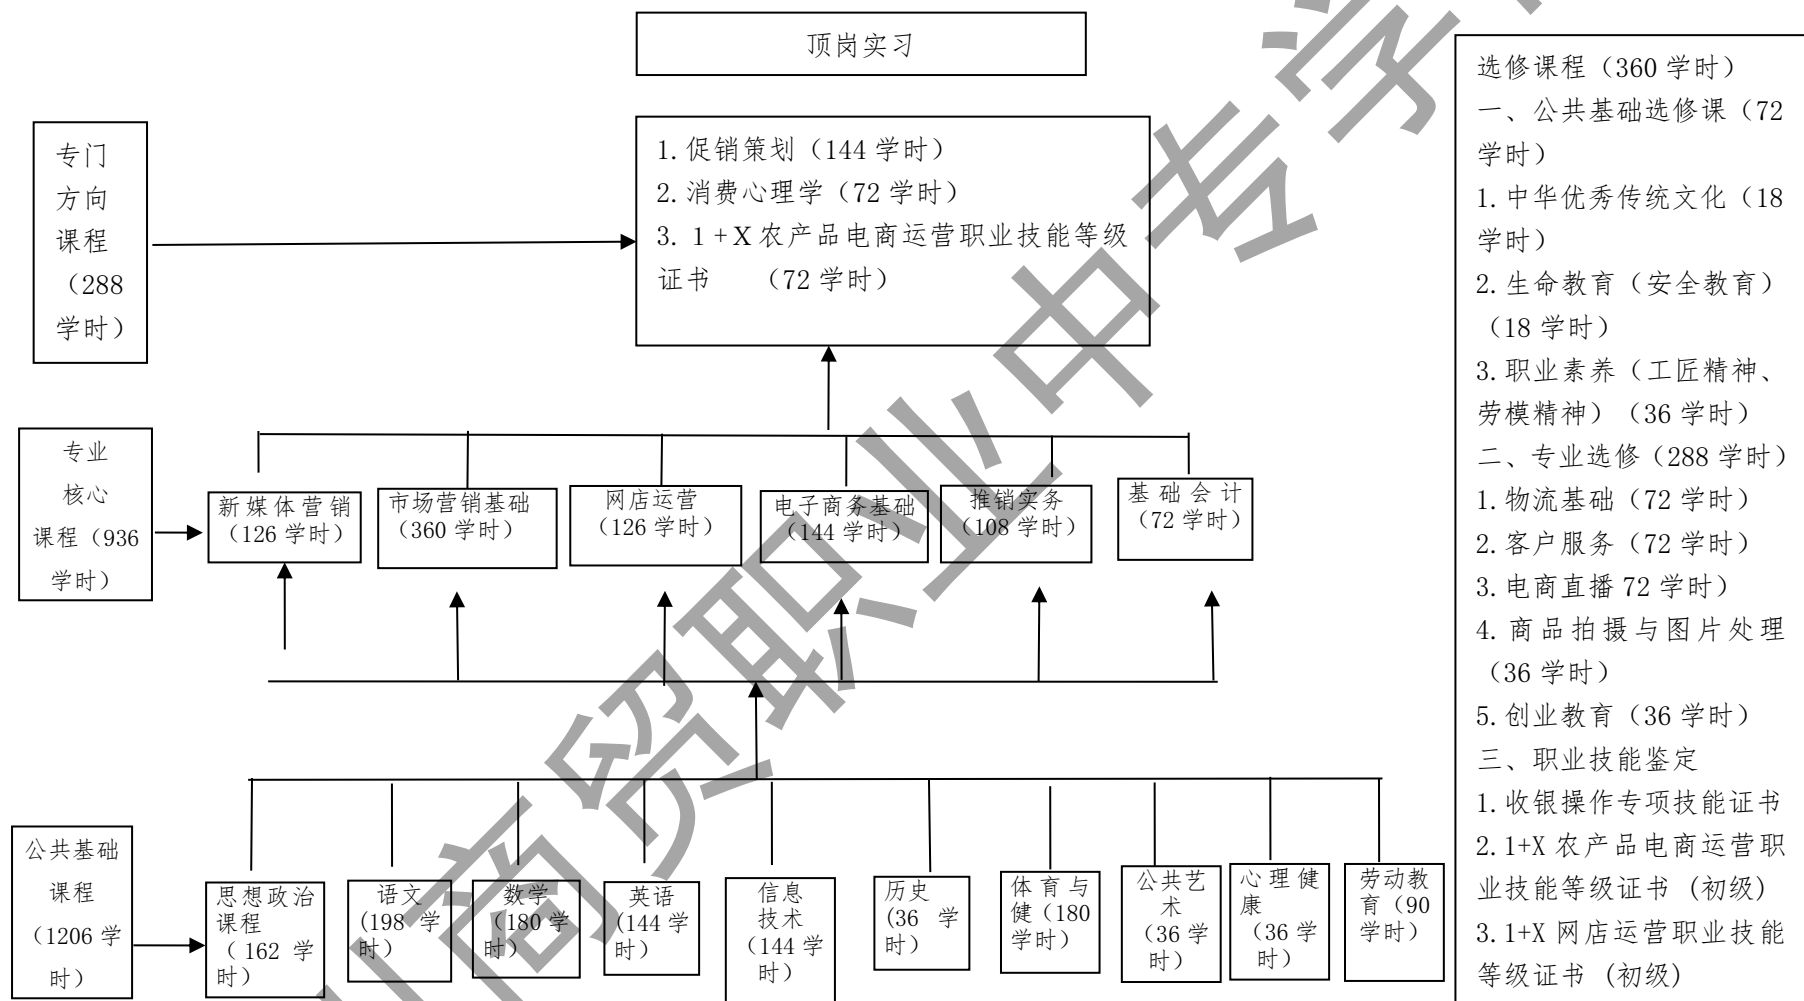 顶岗实习
专门
方向
课程
（288
学时）
1.促销策划（144 学时）
2.消费心理学（72 学时）
3. 1+X 农产品电商运营职业技能等级
证书 （72 学时）
专业
核心
课程（936
学时）
新媒体营销
（126 学时）
市场营销基础
（360 学时）
网店运营
（126 学时）
电子商务基础
（144 学时）
推销实务
（108 学时）
基础会计
（72 学时）
公共基础
课程
（1206 学
时）
思想政治
课程
（162 学
时）
语文
(198 学
时）
数学
（180 学
时）
英语
(144 学
时）
信息
技术
（144 学
时）
历史
(36 学
时）
体育与
健（180
学时）
公共艺
术
（36 学
时）
心理健
康
（36 学
时）
劳动教
育（90
学时）
选修课程（360 学时）
一、公共基础选修课（72
学时）
1.中华优秀传统文化（18
学时）
2.生命教育（安全教育）
（18 学时）
3.职业素养（工匠精神、
劳模精神）（36 学时）
二、专业选修（288 学时）
1.物流基础（72 学时）
2.客户服务（72 学时）
3.电商直播 72 学时）
4.商品拍摄与图片处理
（36 学时）
5.创业教育（36 学时）
三、职业技能鉴定
1.收银操作专项技能证书
2.1+X 农产品电商运营职
业技能等级证书 (初级)
3.1+X 网店运营职业技能
等级证书 (初级)
商贸职业中专学